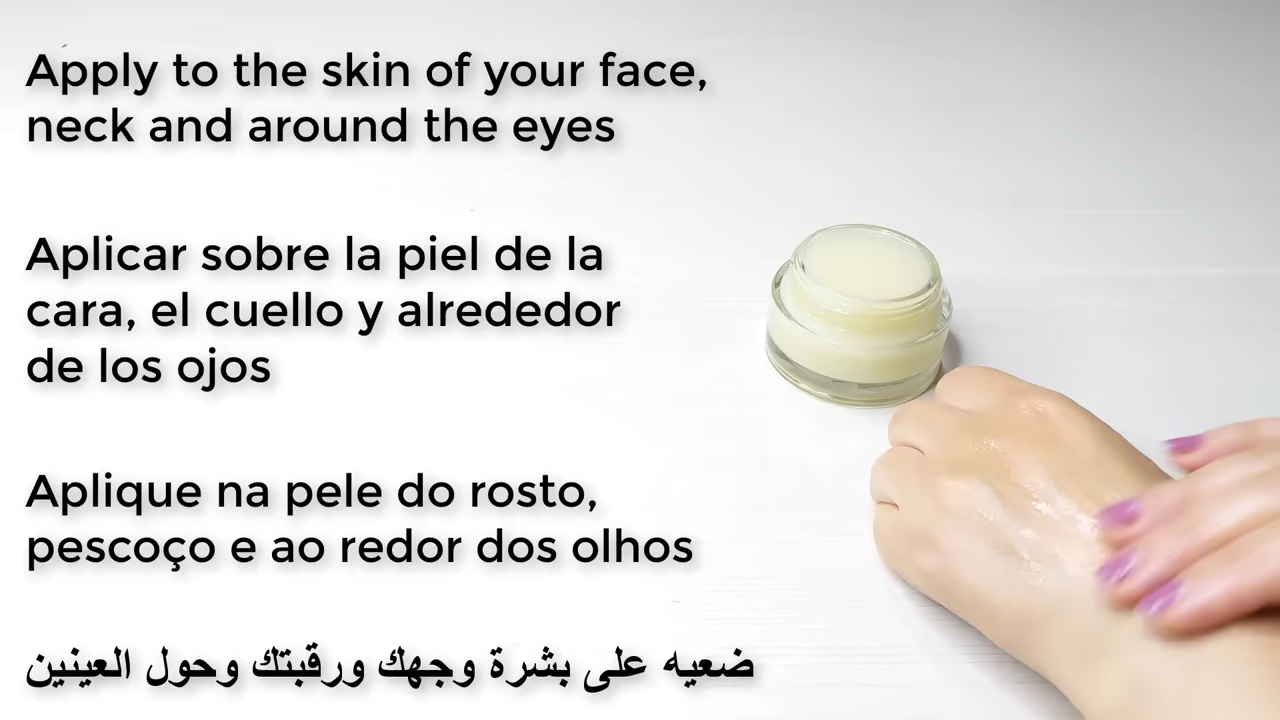 Apply to the skin of your face,
neck and around the eyes
Aplicar sobre la piel de la
cara, el cuello y alrededor
de los ojos
Aplique na pele do rosto,
pescoço e ao redor dos olhos
ضعيه على بشرة وجهك ورقبتك وحول العينين